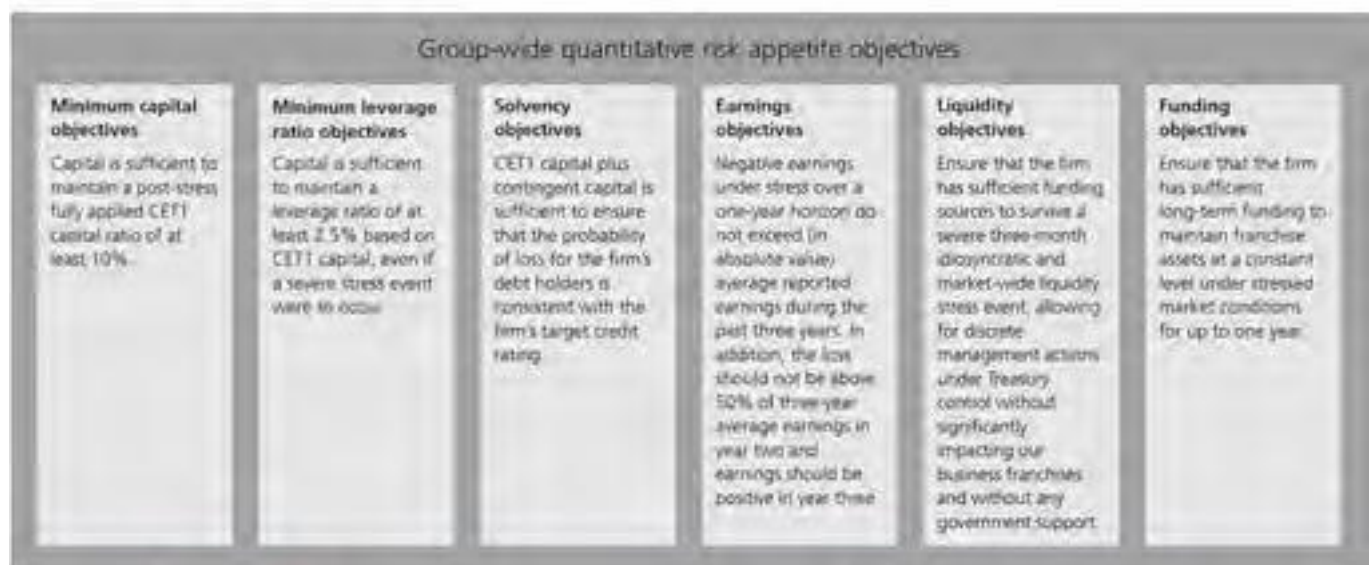 Group-wide quantitative risk appetite objectives
Minimum capital
objectives
Capital is sufficient to
maintain a post-stress
fully applied CET1
capital ratio of at
least 10%.
Minimum leverage
ratio objectives
Capital is sufficient
to maintain a
leverage ratio of at
least 2.5% based on
CET1 capital, even if
a severe stress event
were to occur
Solvency
objectives
CET1 capital plus
contingent capital is
sufficient to ensure
that the probability
of loss for the firm's
debt holders is
consistent with the
firm's target credit
rating
Earnings
objectives
Negative earnings
under stress over a
one-year horizon do
not exceed (in
absolute value)
average reported
earnings during the
past three years. In
addition, the loss
should not be above
50% of three-year
average earnings in
year two and
earnings should be
positive in year three
Liquidity
objectives
Ensure that the firm
has sufficient funding
sources to survive a
severe three-month
idiosyncratic and
market-wide liquidity
stress event, allowing
for discrete
management actions
under Treasury
control without
significantly
impacting our
business franchises
and without any
government support
Funding
objectives
Ensure that the firm
has sufficient
long-term funding to
maintain franchise
assets at a constant
level under stressed
market conditions
for up to one year